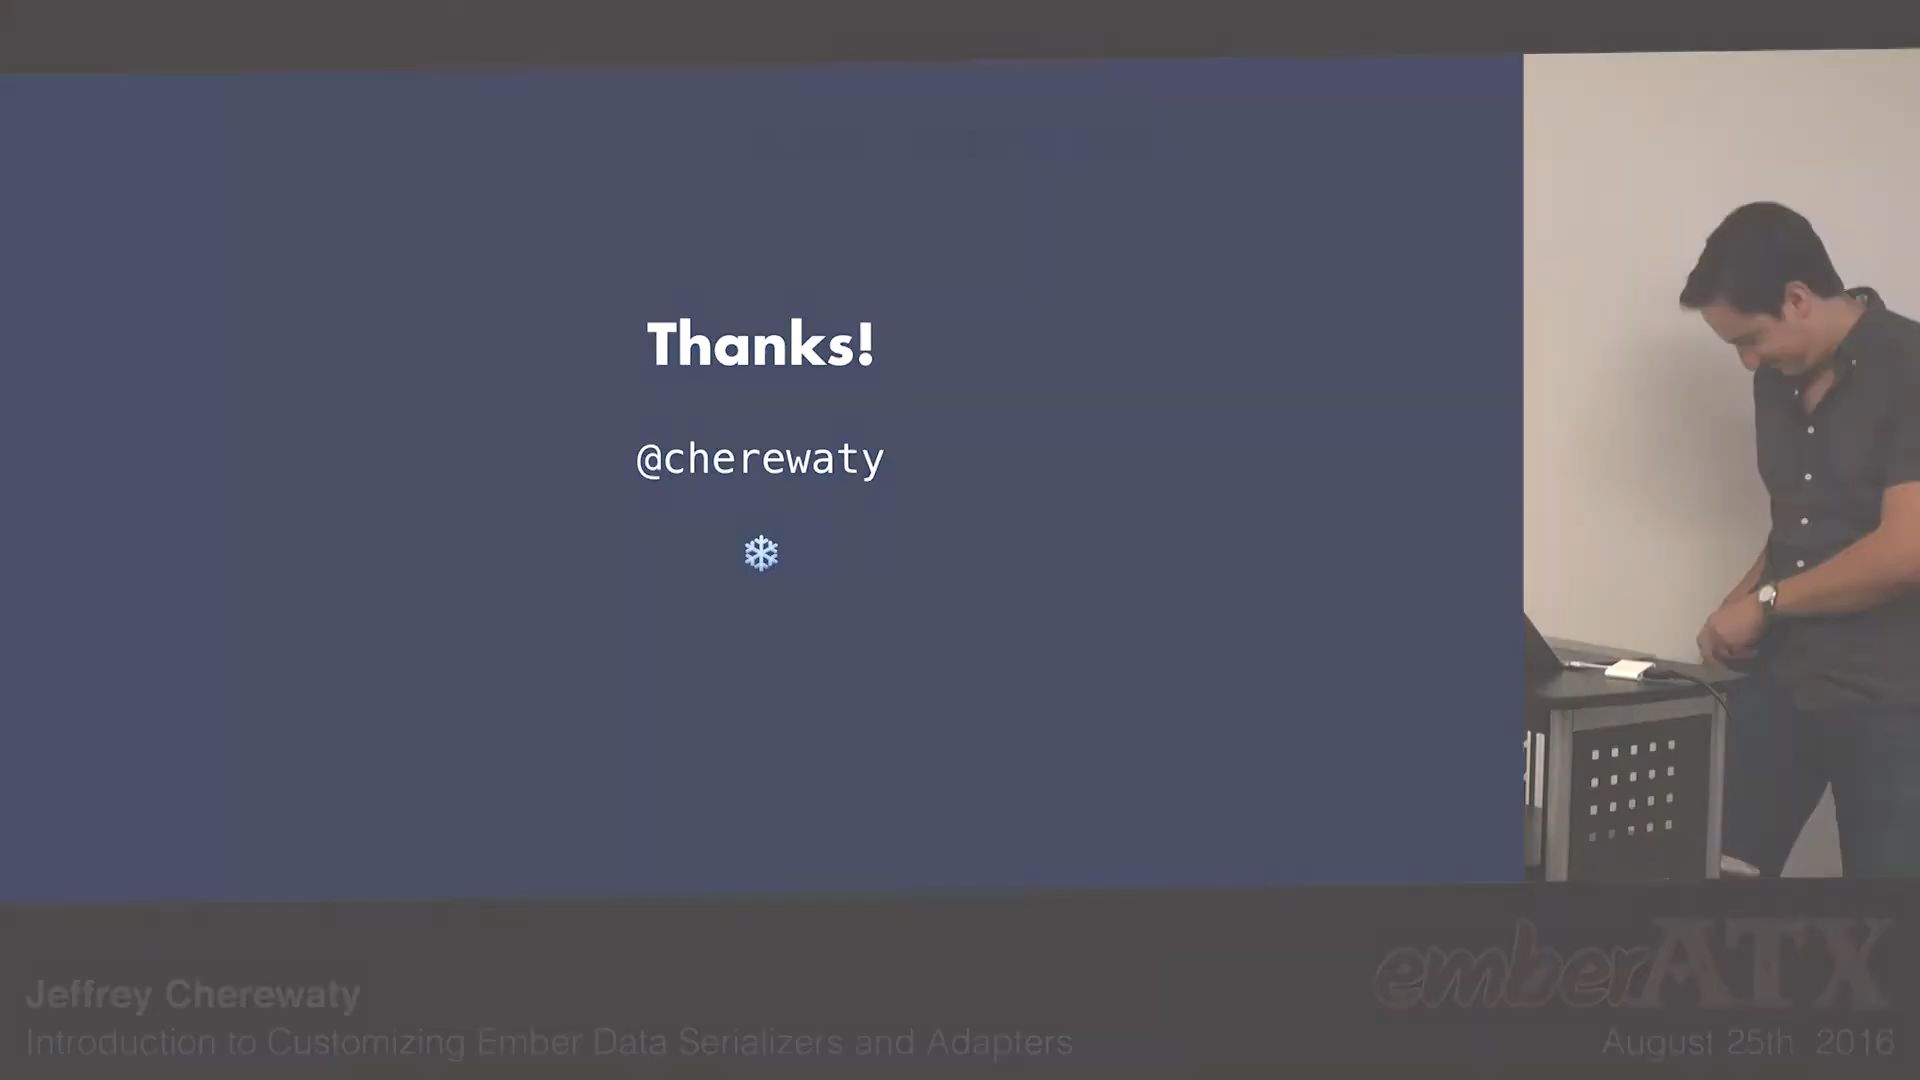 Thanks!
@cherewaty
Jeffrey Cherewaty
Introduction to Customizing Ember Data Serializers and Adapters
emberATX
August 25th 2016